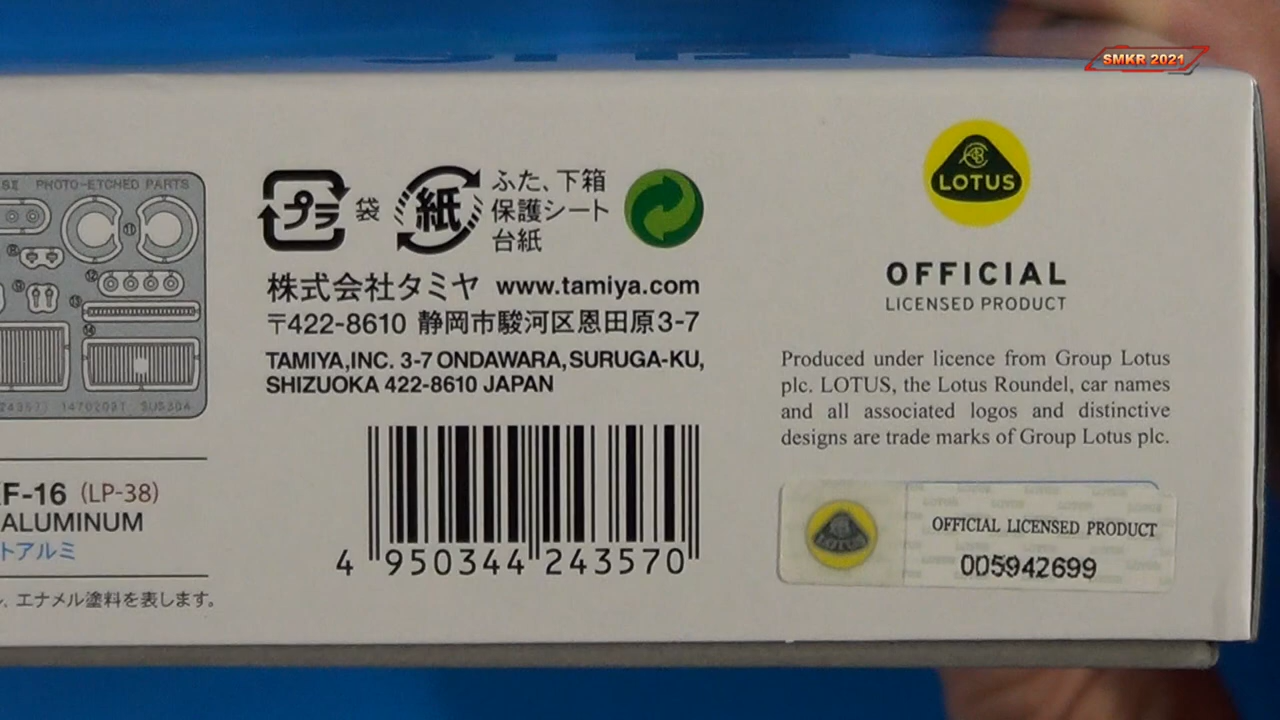 SMKR 2021
PHOTO-ETCHED PARTS
プラ 袋 紙 ふた、下箱
保護シート
台紙
株式会社タミヤ www.tamiya.com
〒422-8610 静岡市駿河区恩田原3-7
TAMIYA,INC. 3-7 ONDAWARA, SURUGA-KU,
SHIZUOKA 422-8610 JAPAN
4 950344 243570
XF-16 (LP-38)
ALUMINUM
トアルミ
エナメル塗料を表します。
LOTUS
OFFICIAL
LICENSED PRODUCT
Produced under licence from Group Lotus
plc. LOTUS, the Lotus Roundel, car names
and all associated logos and distinctive
designs are trade marks of Group Lotus plc.
LOTUS
OFFICIAL LICENSED PRODUCT
005942699